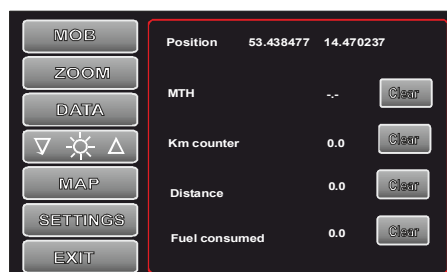 MOB
ZOOM
DATA
MAP
SETTINGS
EXIT
Position 53.438477 14.470237
MTH -.- Clear
Km counter 0.0 Clear
Distance 0.0 Clear
Fuel consumed 0.0 Clear